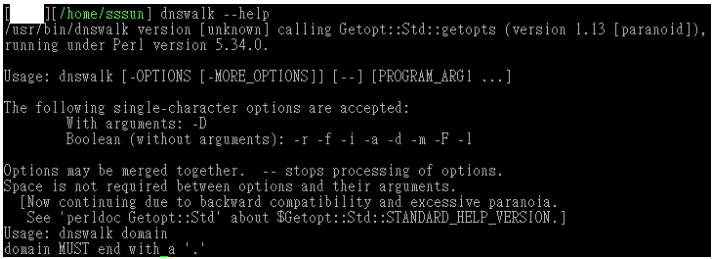 [][/home/sssun] dnswalk --help
/usr/bin/dnswalk version [unknown] calling Getopt::Std::getopts (version 1.13 [paranoid]),
running under Perl version 5.34.0.
Usage: dnswalk [-OPTIONS [-MORE_OPTIONS]] [--] [PROGRAM_ARG1 ...]
The following single-character options are accepted:
With arguments: -D
Boolean (without arguments): -r -f -i -a -d -m -F -l
Options may be merged together.  -- stops processing of options.
Space is not required between options and their arguments.
[Now continuing due to backward compatibility and excessive paranoia.
See 'perldoc Getopt::Std' about $Getopt::Std::STANDARD_HELP_VERSION.]
Usage: dnswalk domain
domain MUST end with a '.'